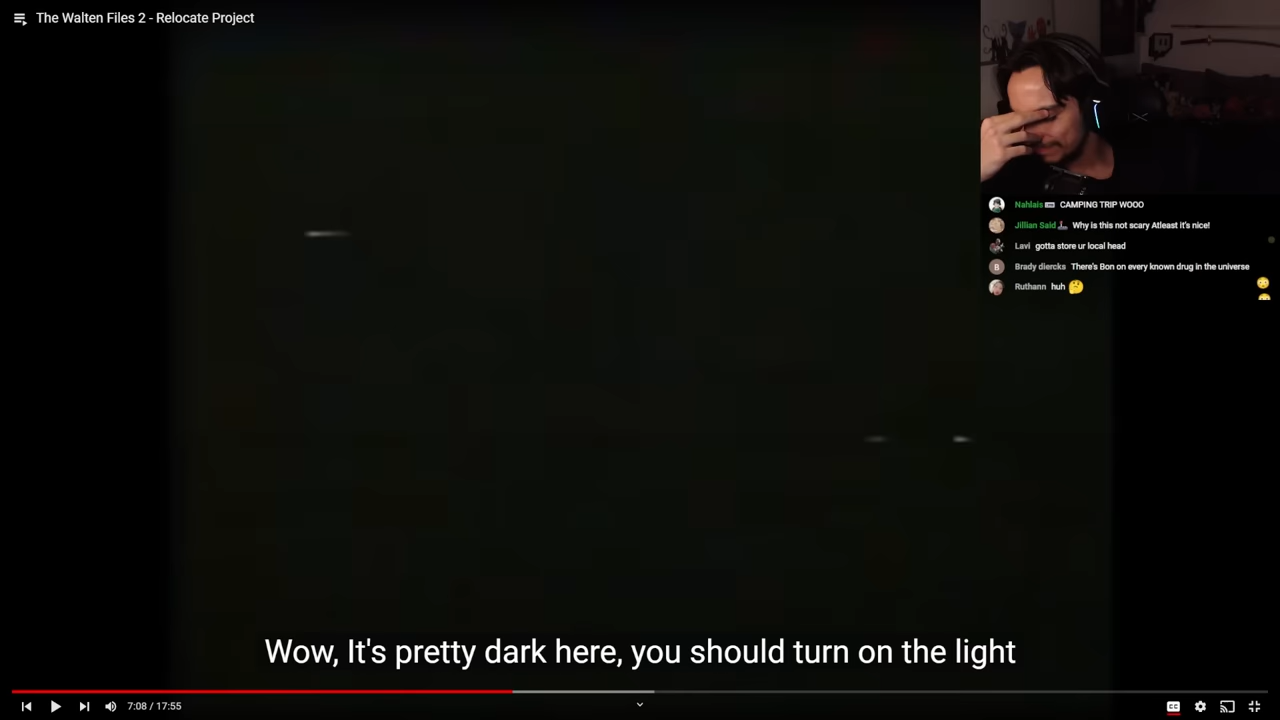 The Walten Files 2 - Relocate Project
Nahlais CAMPING TRIP WOOO
Jillian Said Why is this not scary Atleast it's nice!
Lavi gotta store ur local head
B Brady diercks There's Bon on every known drug in the universe
Ruthann huh 🤔
Wow, It's pretty dark here, you should turn on the light
7:08 / 17:55
CC